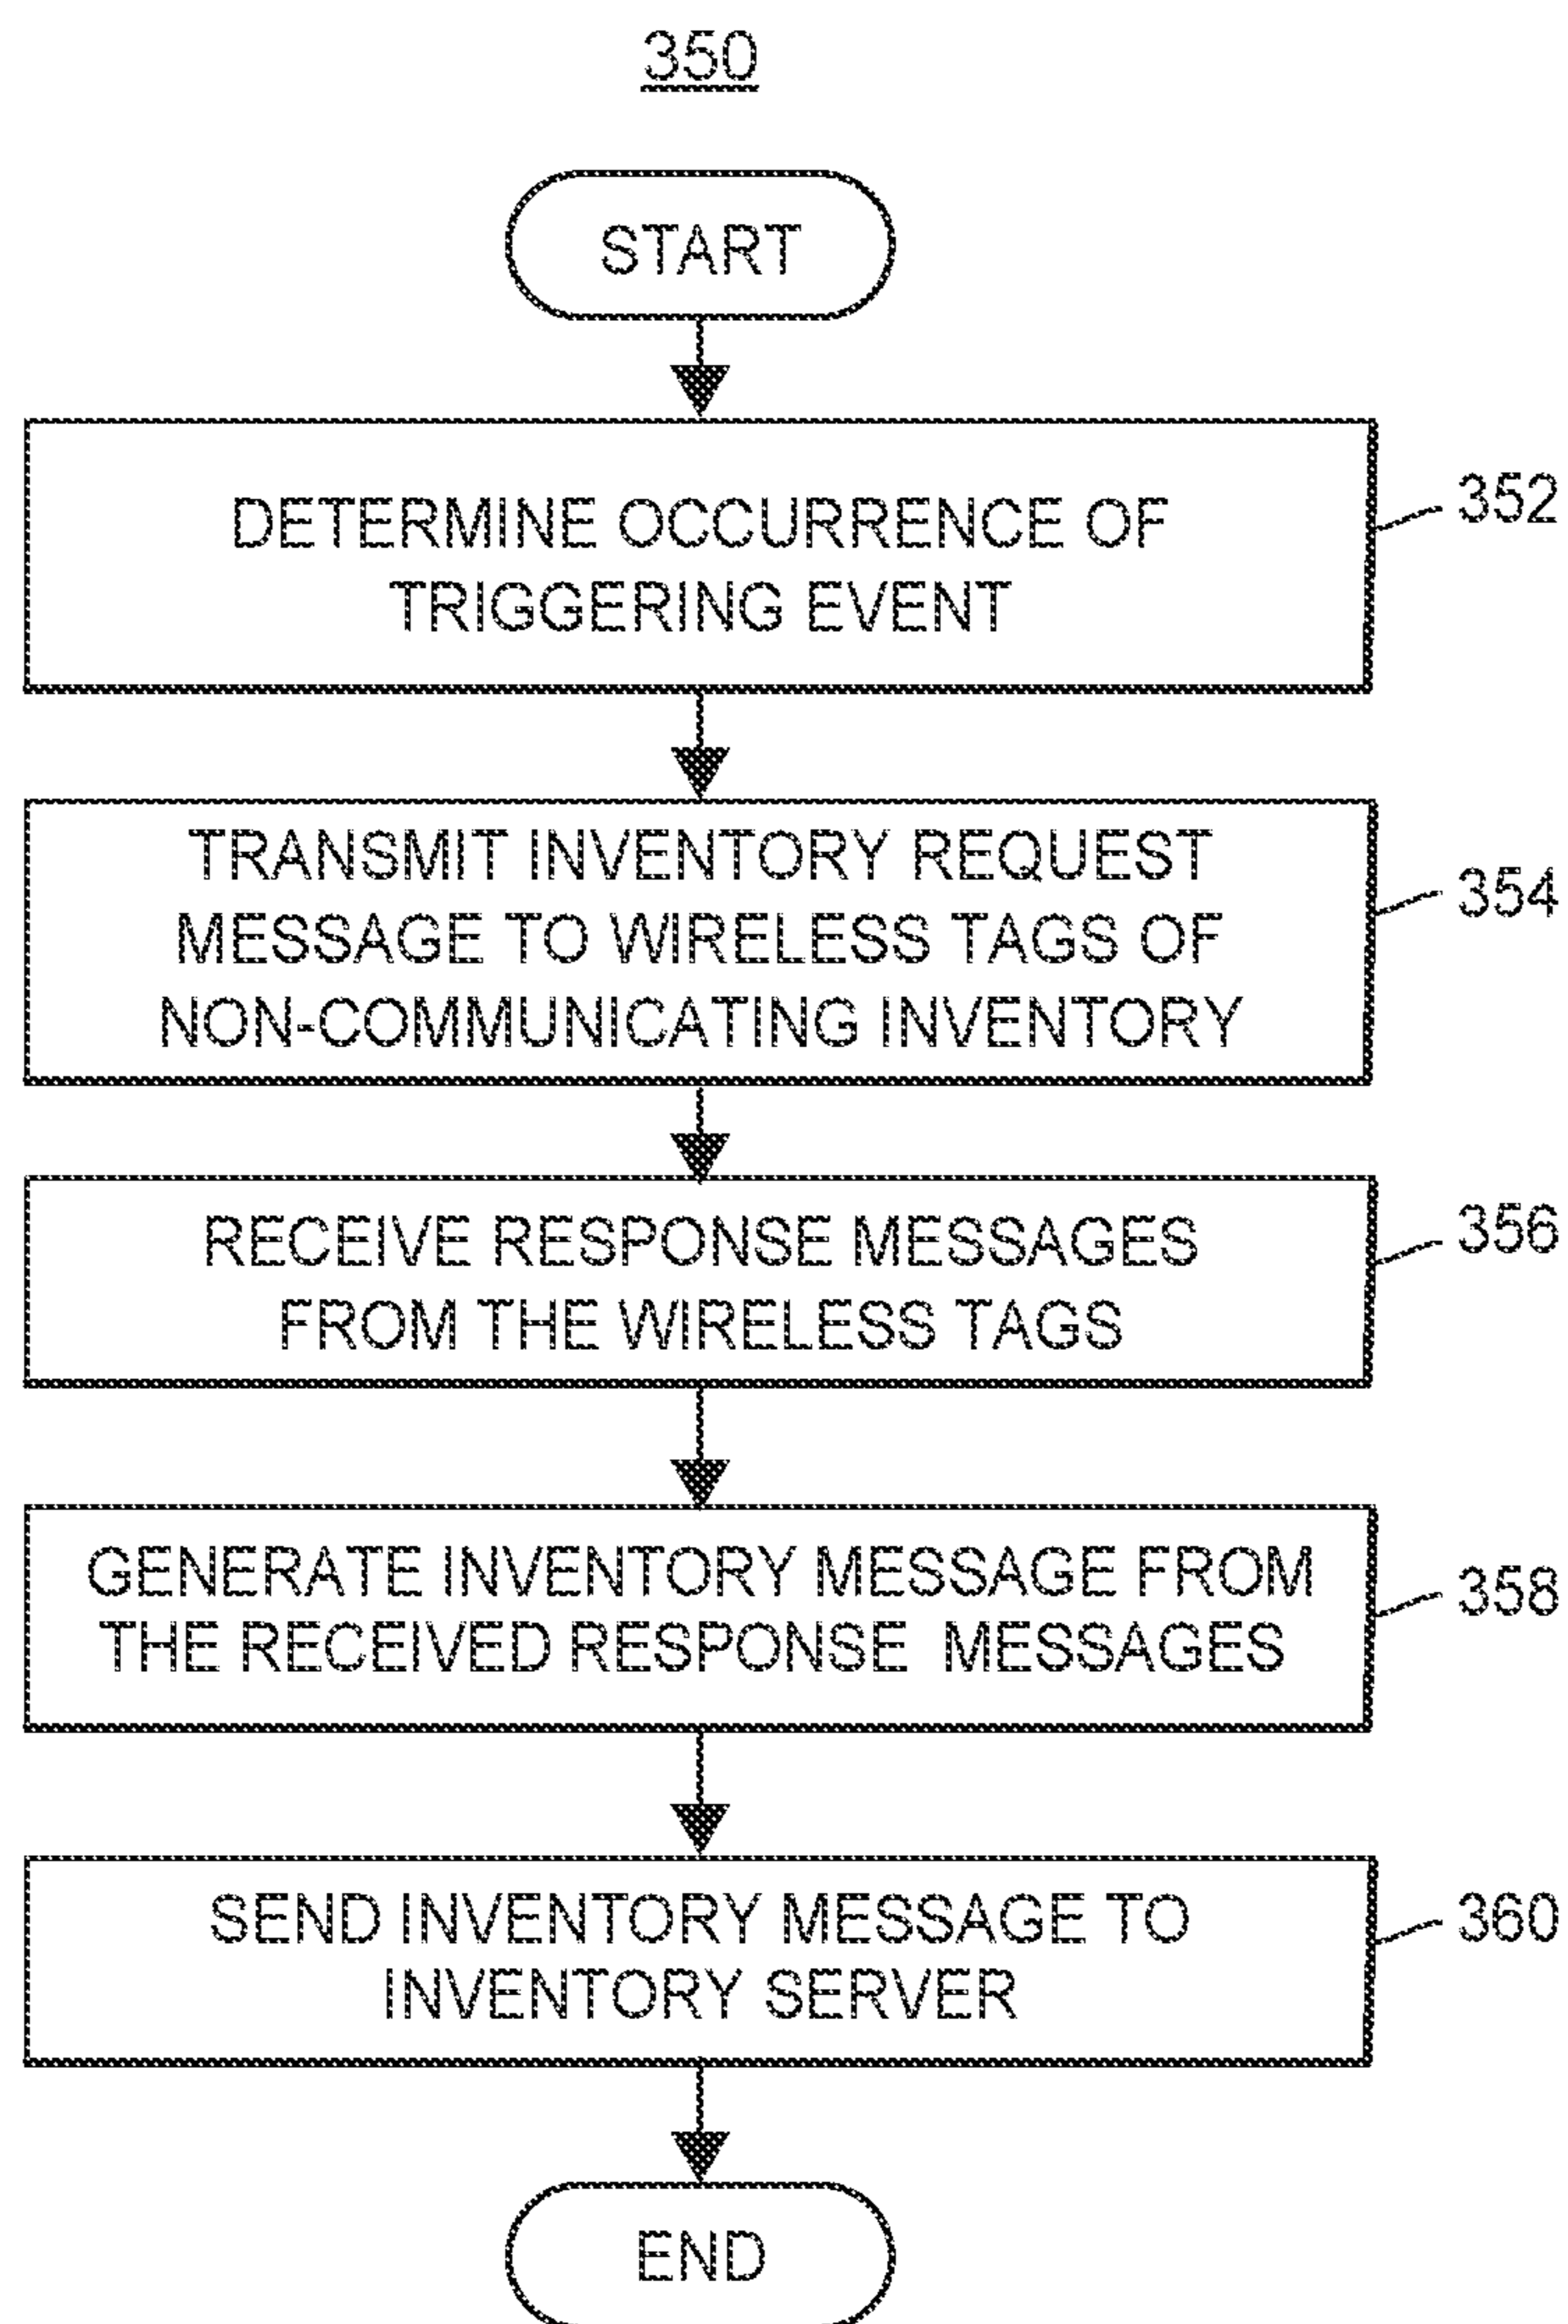 350
START
DETERMINE OCCURRENCE OF
TRIGGERING EVENT
352
TRANSMIT INVENTORY REQUEST
MESSAGE TO WIRELESS TAGS OF
NON-COMMUNICATING INVENTORY
354
RECEIVE RESPONSE MESSAGES
FROM THE WIRELESS TAGS
356
GENERATE INVENTORY MESSAGE FROM
THE RECEIVED RESPONSE MESSAGES
358
SEND INVENTORY MESSAGE TO
INVENTORY SERVER
360
END